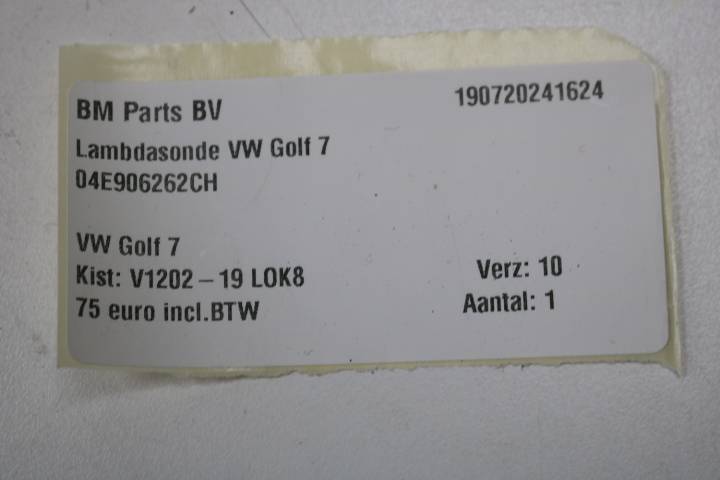 BM Parts BV 190720241624
Lambdasonde VW Golf 7
04E906262CH
VW Golf 7
Kist: V1202 – 19 LOK8 Verz: 10
75 euro incl.BTW Aantal: 1